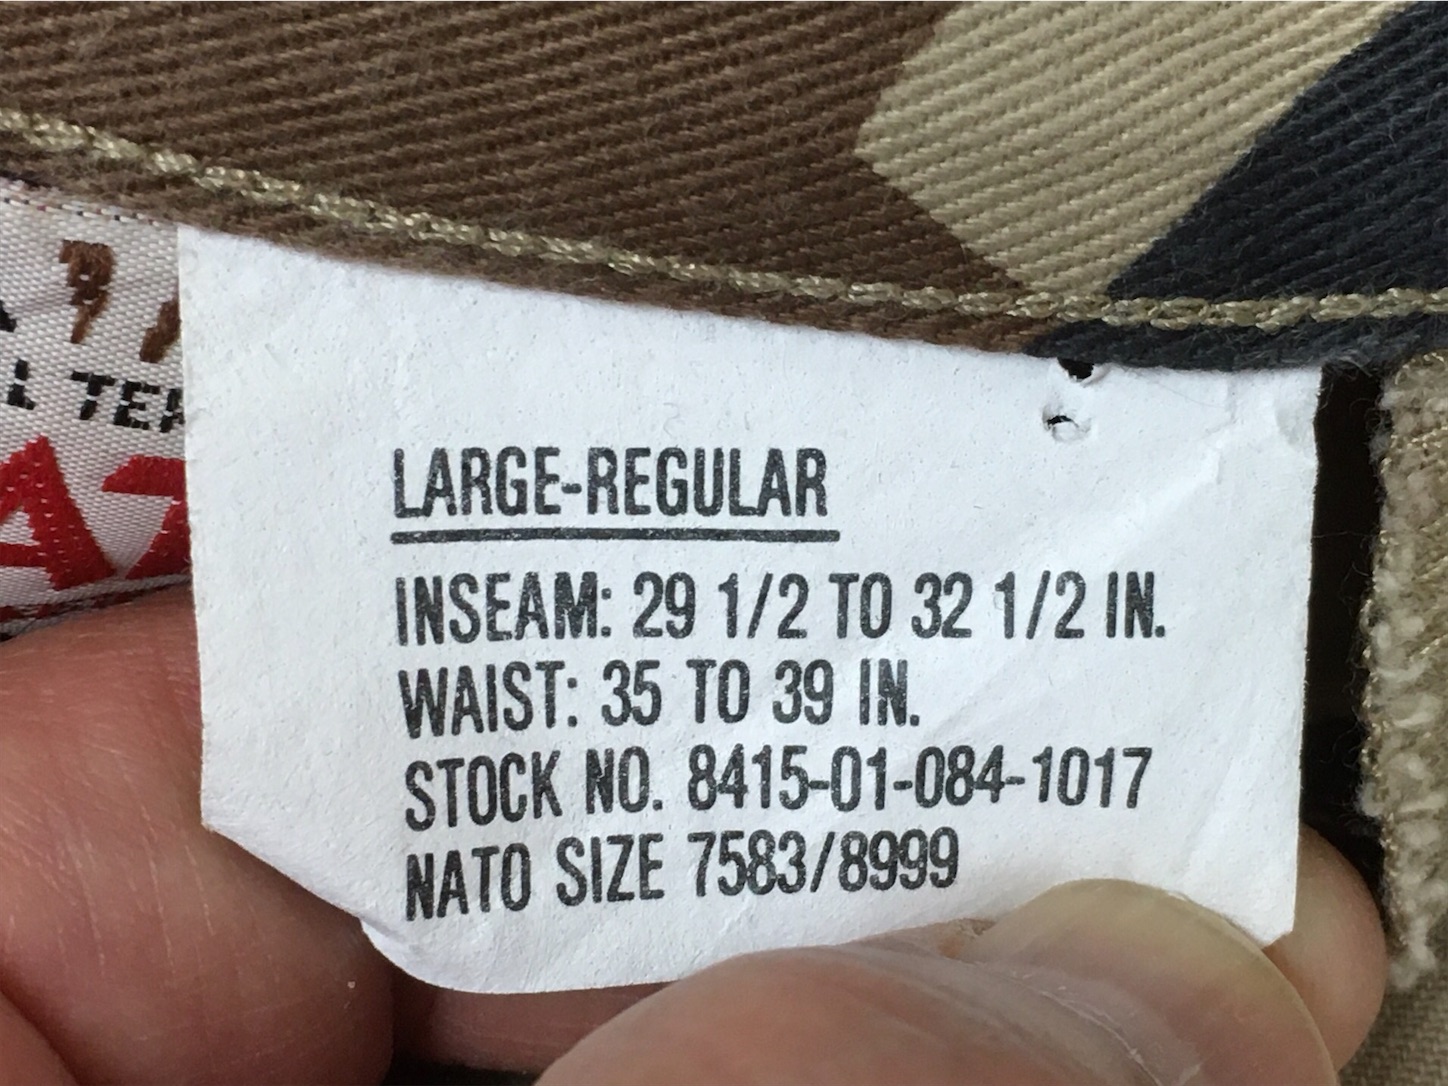 LARGE-REGULAR
INSEAM: 29 1/2 TO 32 1/2 IN.
WAIST: 35 TO 39 IN.
STOCK NO. 8415-01-084-1017
NATO SIZE 7583/8999